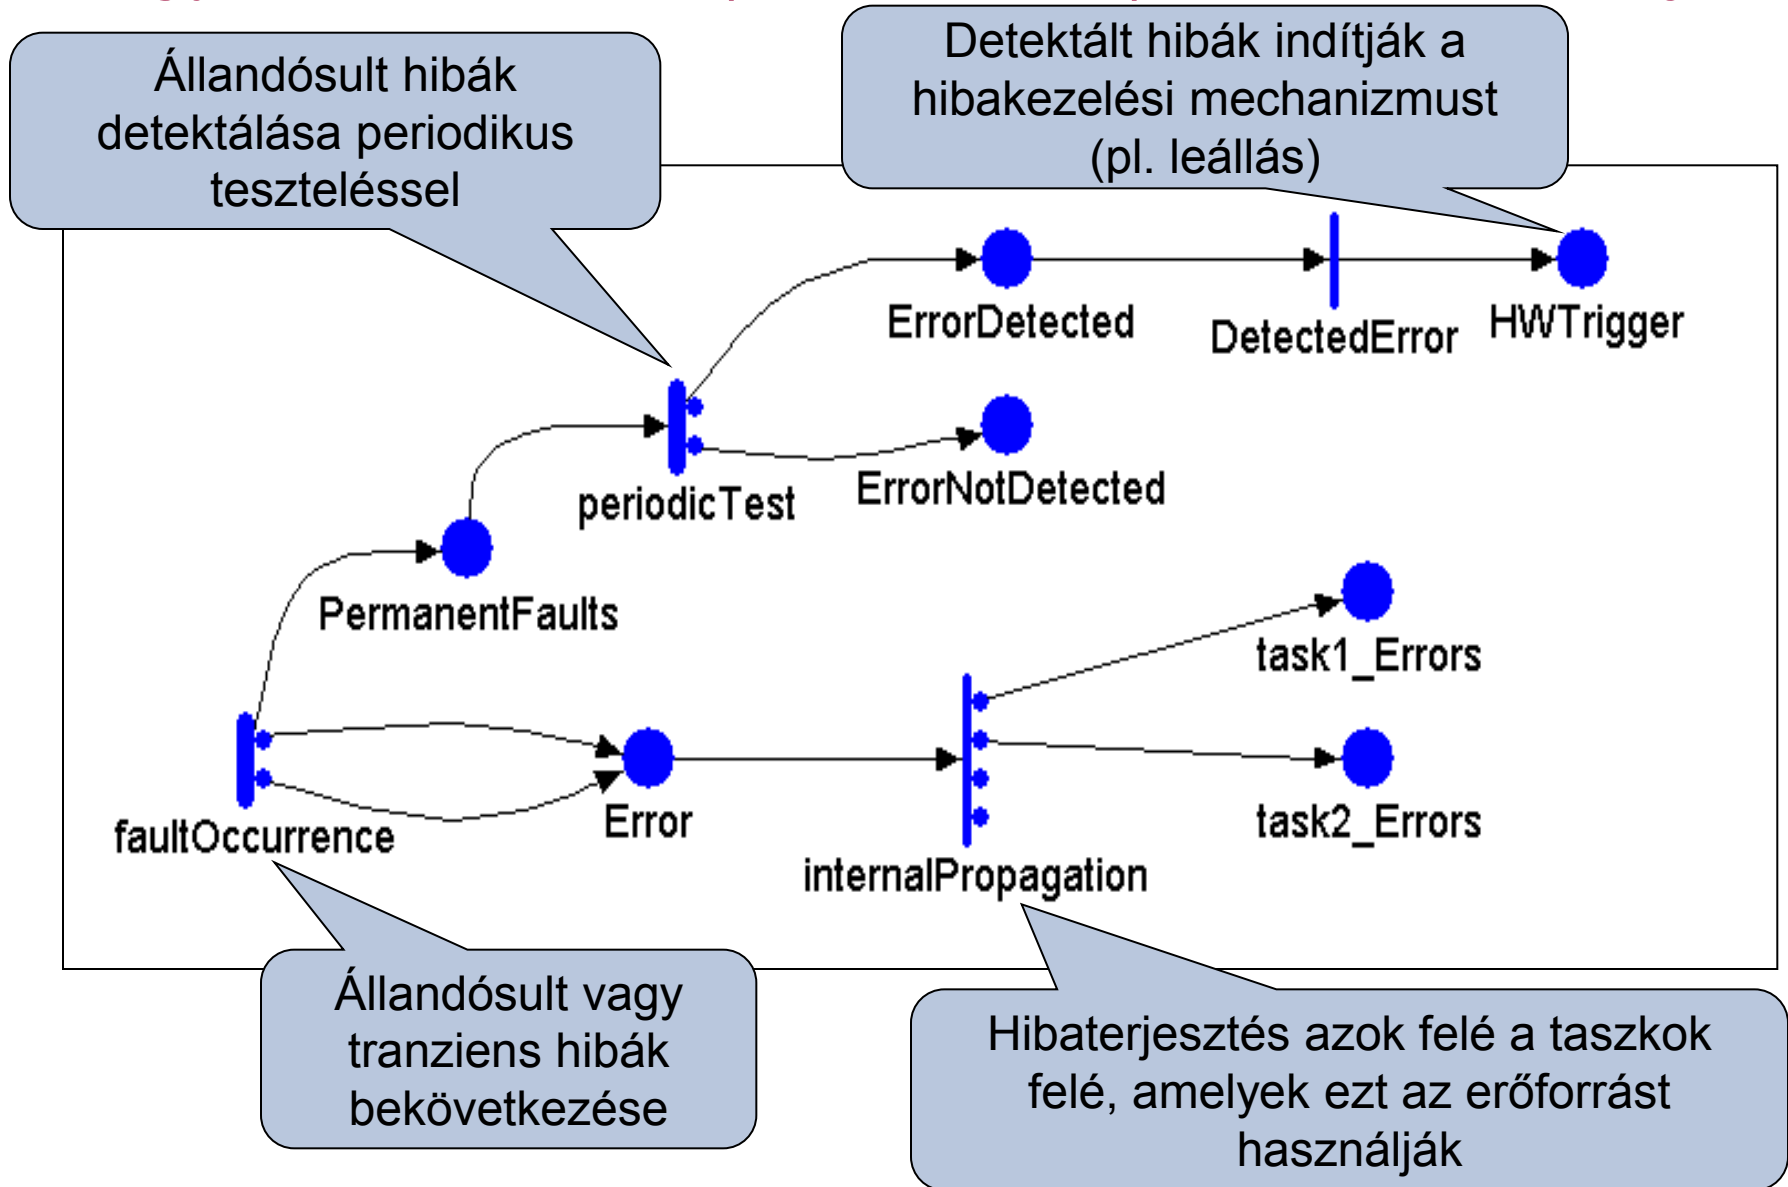 Állandósult hibák
detektálása periodikus
teszteléssel
Detektált hibák indítják a
hibakezelési mechanizmust
(pl. leállás)
ErrorDetected
DetectedError
HWTrigger
periodicTest
ErrorNotDetected
PermanentFaults
task1_Errors
faultOccurrence
Error
task2_Errors
internalPropagation
Állandósult vagy
tranziens hibák
bekövetkezése
Hibaterjesztés azok felé a taszkok
felé, amelyek ezt az erőforrást
használják